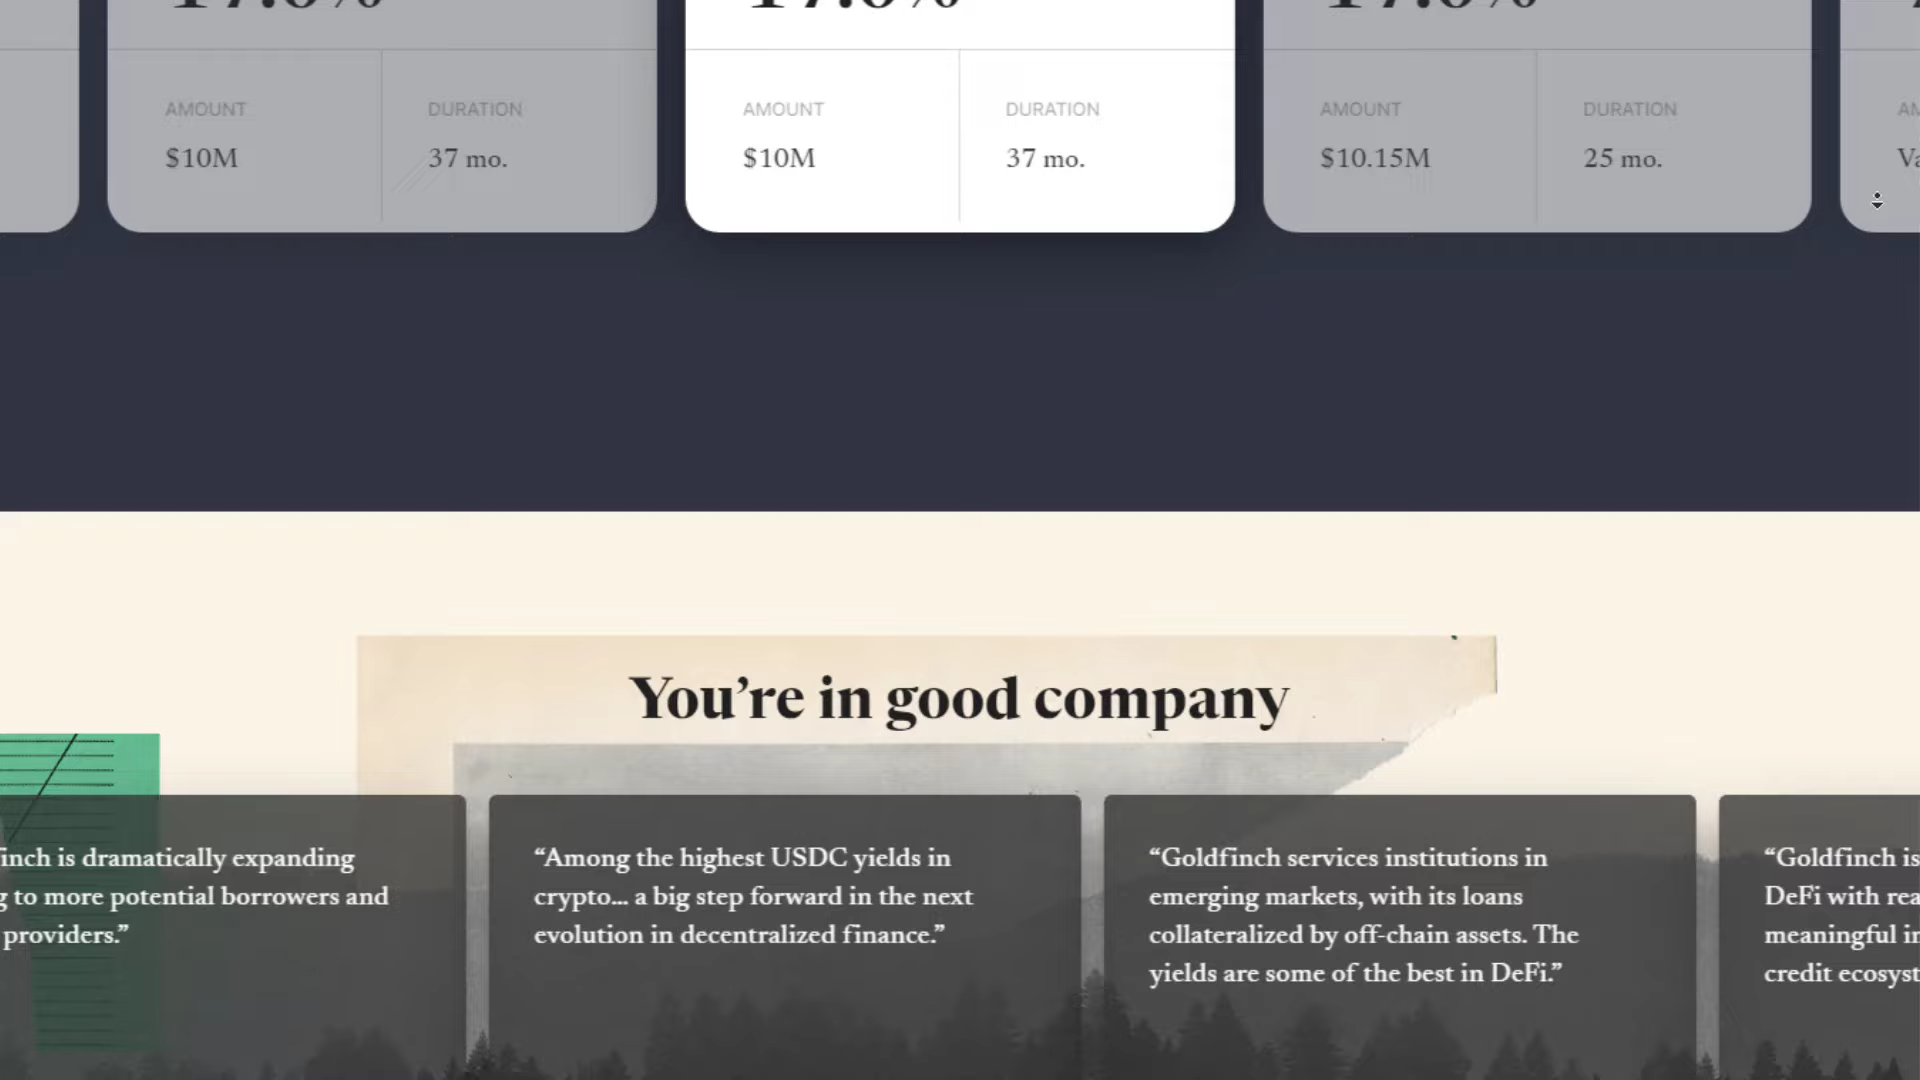 AMOUNT
$10M
DURATION
37 mo.
AMOUNT
$10M
DURATION
37 mo.
AMOUNT
$10.15M
DURATION
25 mo.
You’re in good company
is dramatically expanding
to more potential borrowers and
providers.”
“Among the highest USDC yields in
crypto... a big step forward in the next
evolution in decentralized finance.”
“Goldfinch services institutions in
emerging markets, with its loans
collateralized by off-chain assets. The
yields are some of the best in DeFi.”
“Goldfinch is
DeFi with
meaningful
credit